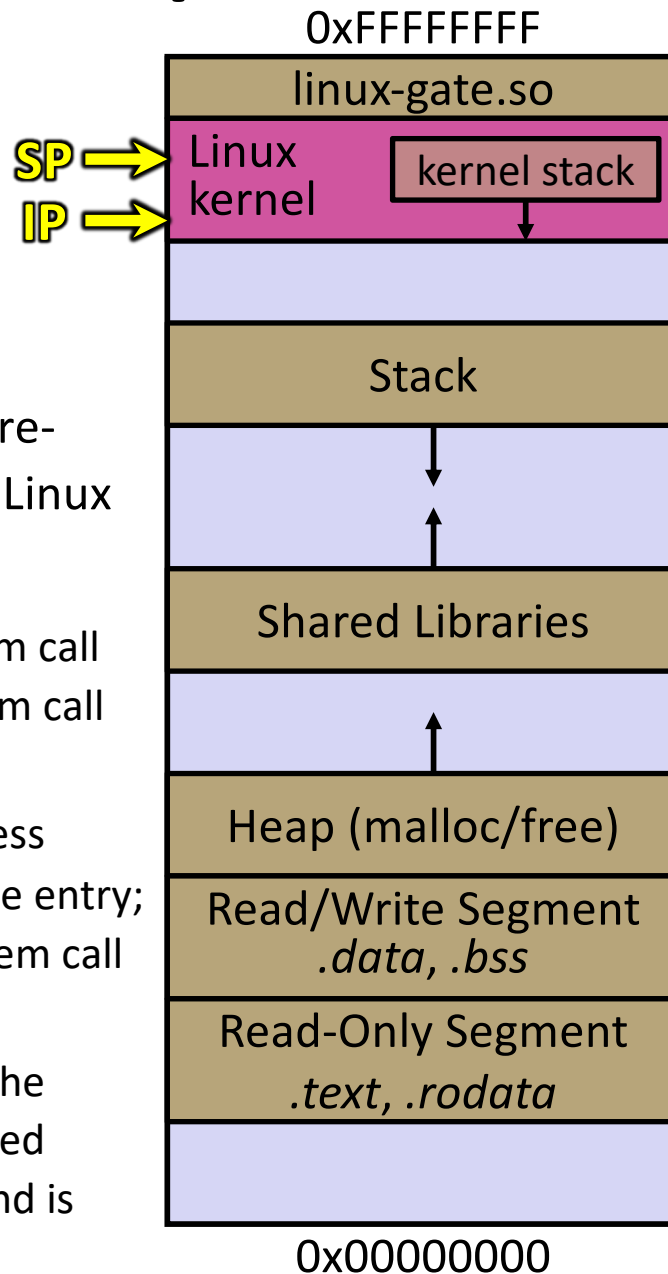 0xFFFFFFFF
linux-gate.so
SP
Linux
kernel
kernel stack
IP
Stack
re-
Linux
Shared Libraries
m call
m call
Heap (malloc/free)
ess
e entry;
Read/Write Segment
.data, .bss
em call
Read-Only Segment
.text, .rodata
he
ed
nd is
0x00000000